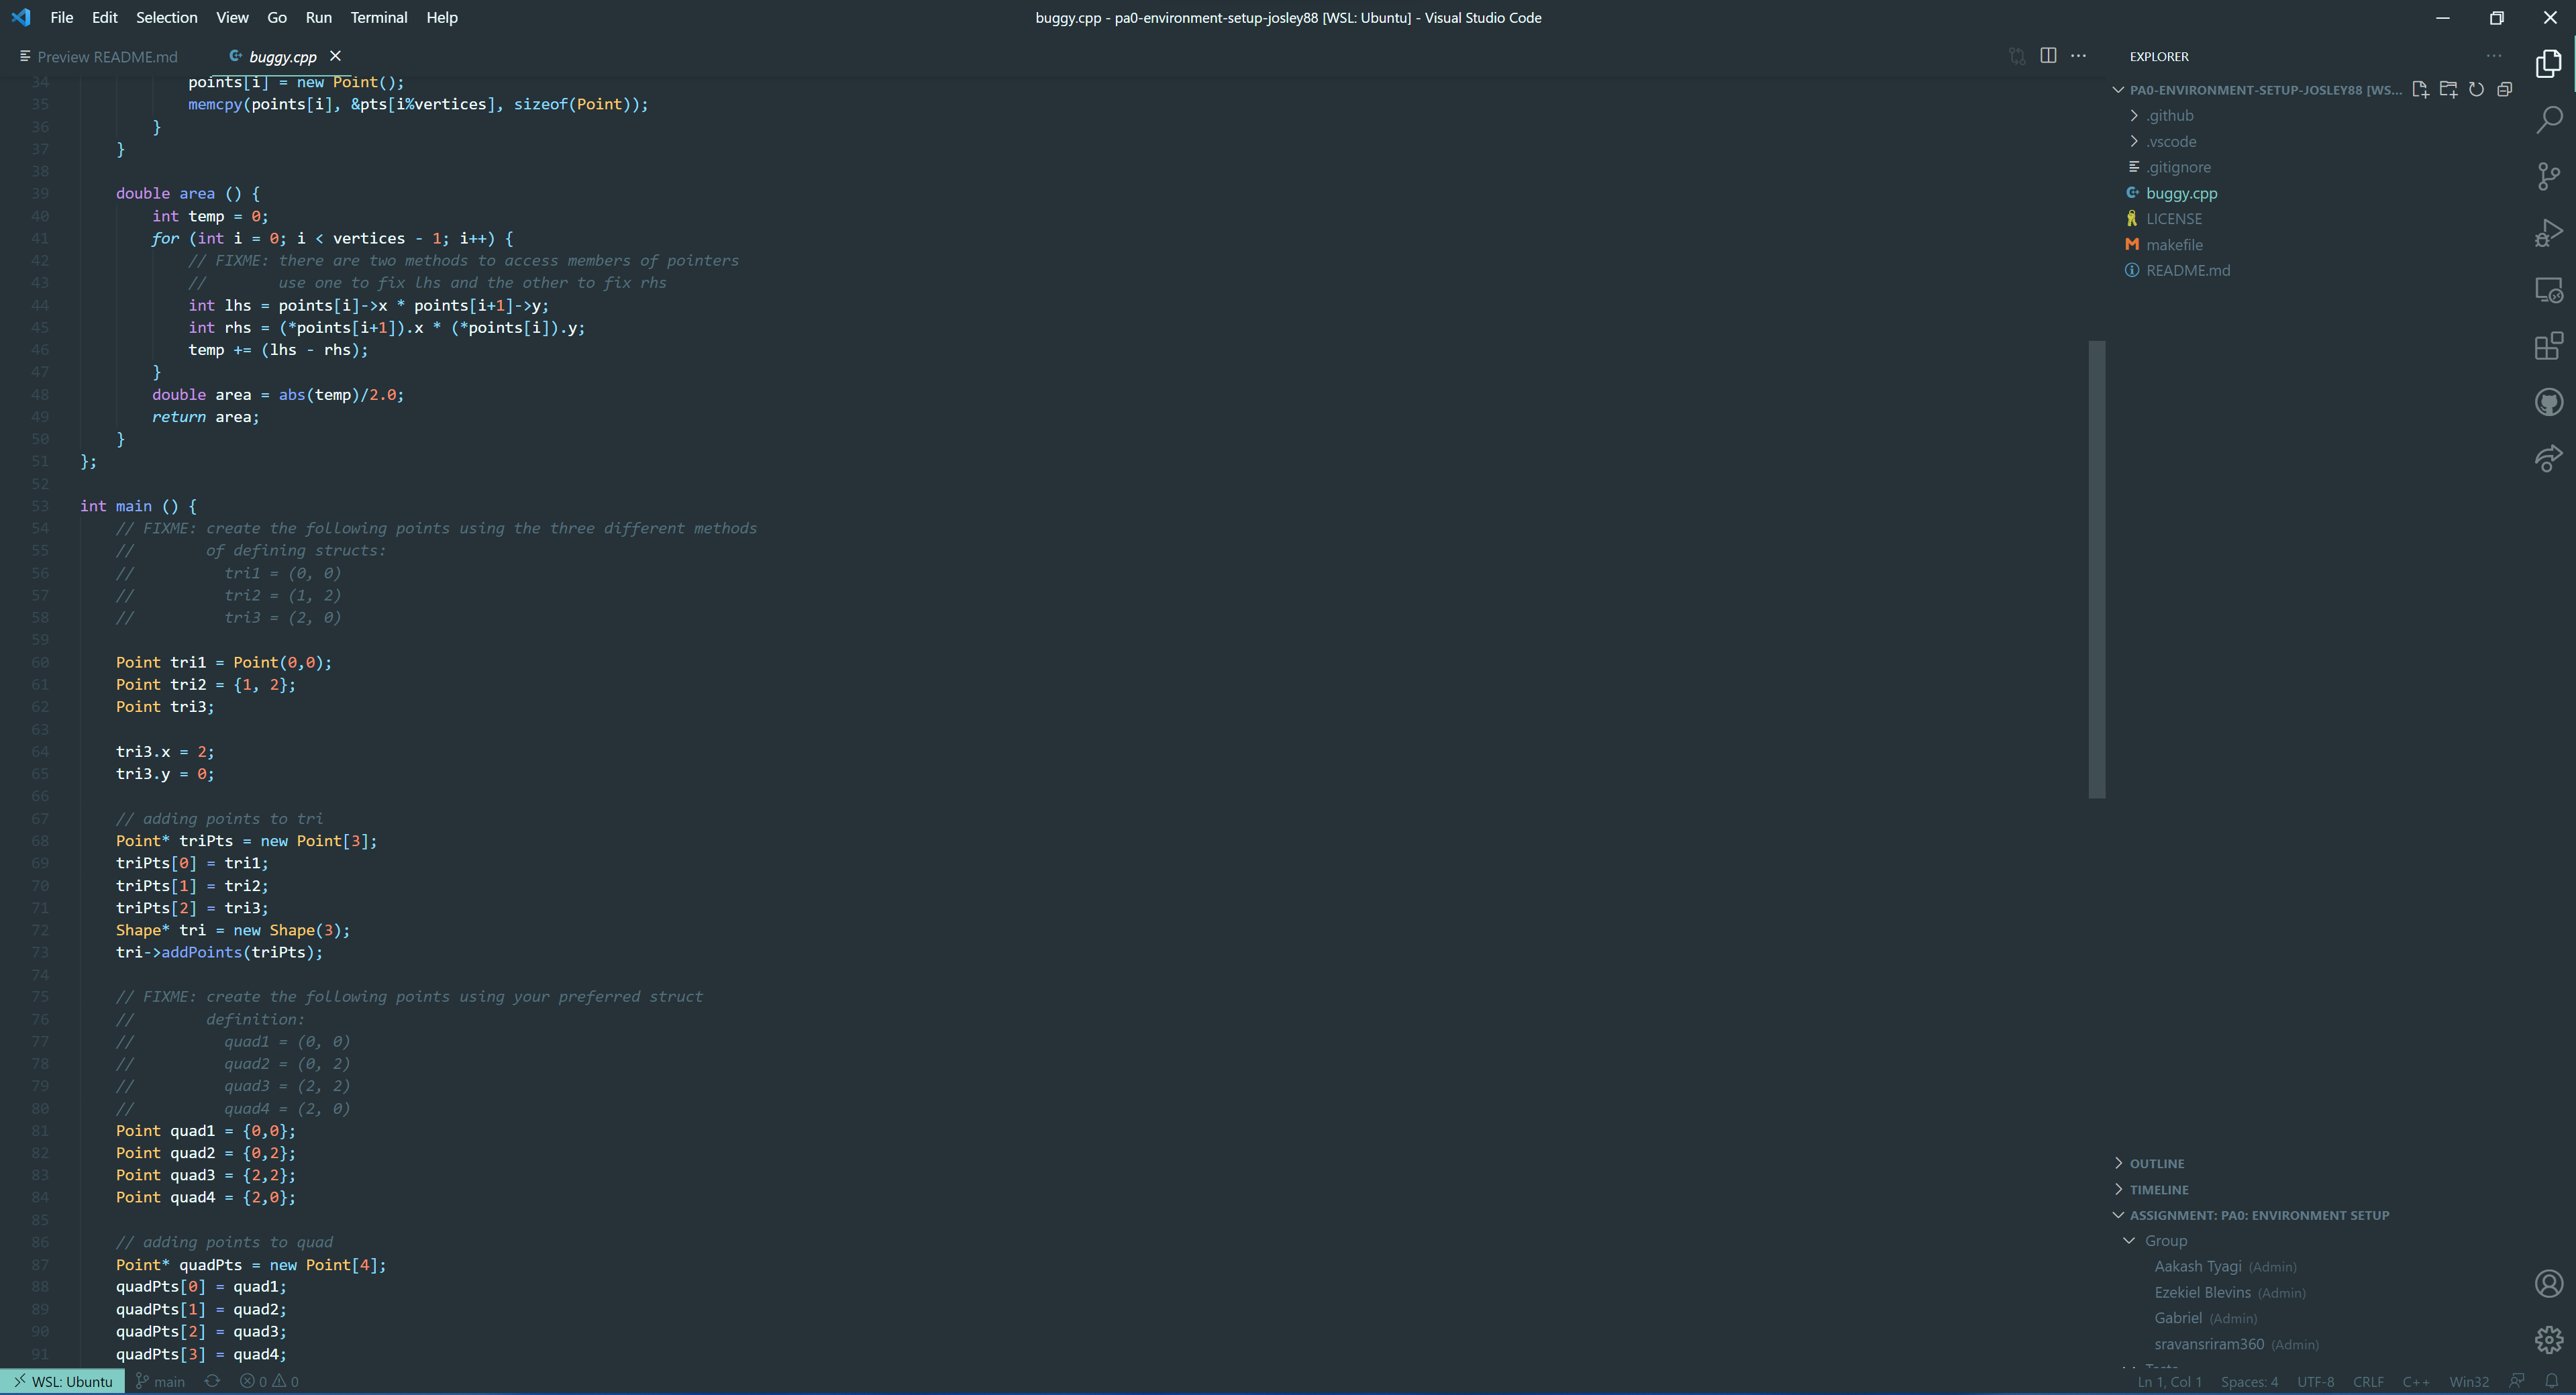 File Edit Selection View Go Run Terminal Help
buggy.cpp - pa0-environment-setup-josley88 [WSL: Ubuntu] - Visual Studio Code
Preview README.md
buggy.cpp
34 points[i] = new Point();
35 memcpy(points[i], &pts[i%vertices], sizeof(Point));
36 }
37 }
38
39 double area () {
40 int temp = 0;
41 for (int i = 0; i < vertices - 1; i++) {
42 // FIXME: there are two methods to access members of pointers
43 // use one to fix lhs and the other to fix rhs
44 int lhs = points[i]->x * points[i+1]->y;
45 int rhs = (*points[i+1]).x * (*points[i]).y;
46 temp += (lhs - rhs);
47 }
48 double area = abs(temp)/2.0;
49 return area;
50 }
51 };
52
53 int main () {
54 // FIXME: create the following points using the three different methods
55 // of defining structs:
56 // tri1 = (0, 0)
57 // tri2 = (1, 2)
58 // tri3 = (2, 0)
59
60 Point tri1 = Point(0,0);
61 Point tri2 = {1, 2};
62 Point tri3;
63
64 tri3.x = 2;
65 tri3.y = 0;
66
67 // adding points to tri
68 Point* triPts = new Point[3];
69 triPts[0] = tri1;
70 triPts[1] = tri2;
71 triPts[2] = tri3;
72 Shape* tri = new Shape(3);
73 tri->addPoints(triPts);
74
75 // FIXME: create the following points using your preferred struct
76 // definition:
77 // quad1 = (0, 0)
78 // quad2 = (0, 2)
79 // quad3 = (2, 2)
80 // quad4 = (2, 0)
81 Point quad1 = {0,0};
82 Point quad2 = {0,2};
83 Point quad3 = {2,2};
84 Point quad4 = {2,0};
85
86 // adding points to quad
87 Point* quadPts = new Point[4];
88 quadPts[0] = quad1;
89 quadPts[1] = quad2;
90 quadPts[2] = quad3;
91 quadPts[3] = quad4;
EXPLORER
PA0-ENVIRONMENT-SETUP-JOSLEY88 [WS...
.github
.vscode
.gitignore
buggy.cpp
LICENSE
makefile
README.md
OUTLINE
TIMELINE
ASSIGNMENT: PA0: ENVIRONMENT SETUP
Group
Aakash Tyagi (Admin)
Ezekiel Blevins (Admin)
Gabriel (Admin)
sravansriram360 (Admin)
WSL: Ubuntu main 0 0
Ln 1, Col 1 Spaces: 4 UTF-8 CRLF C++ Win32